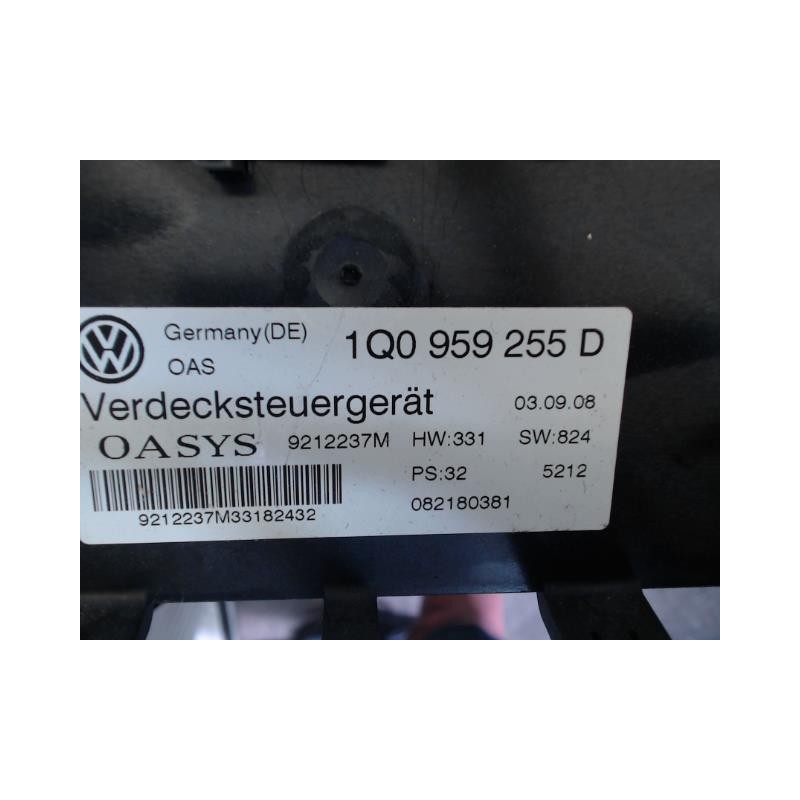 Germany(DE) 1Q0 959 255 D
OAS
Verdecksteuergerät 03.09.08
OASYS 9212237M HW:331 SW:824
PS:32 5212
9212237M33182432 082180381